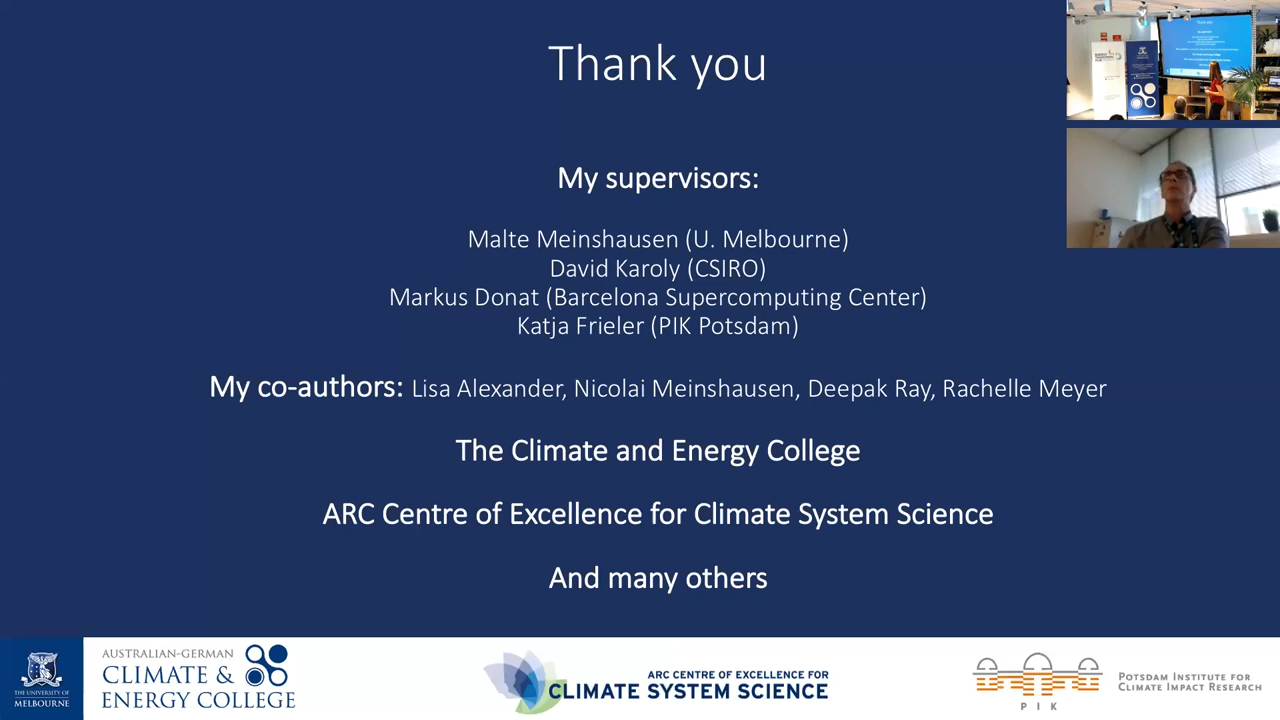 Thank you
My supervisors:
Malte Meinshausen (U. Melbourne)
David Karoly (CSIRO)
Markus Donat (Barcelona Supercomputing Center)
Katja Frieler (PIK Potsdam)
My co-authors: Lisa Alexander, Nicolai Meinshausen, Deepak Ray, Rachelle Meyer
The Climate and Energy College
ARC Centre of Excellence for Climate System Science
And many others
THE UNIVERSITY OF
MELBOURNE
AUSTRALIAN-GERMAN
CLIMATE &
ENERGY COLLEGE
ARC CENTRE OF EXCELLENCE FOR
CLIMATE SYSTEM SCIENCE
PIK
POTSDAM INSTITUTE FOR
CLIMATE IMPACT RESEARCH